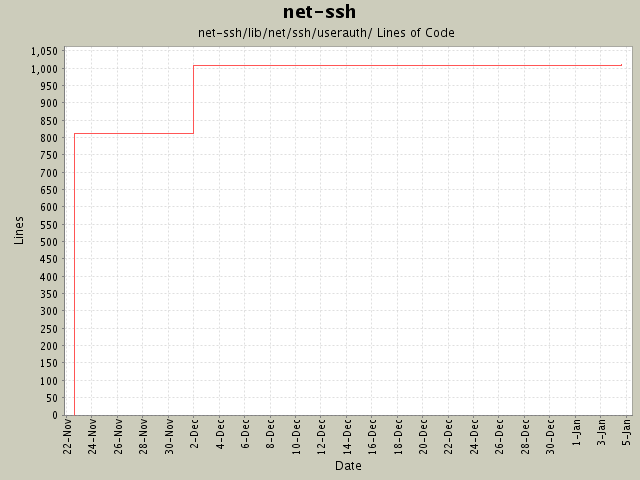 net-ssh
net-ssh/lib/net/ssh/userauth/ Lines of Code
1,050
1,000
950
900
850
800
750
700
650
600
550
500
450
400
350
300
250
200
150
100
50
0
Lines
22-Nov
24-Nov
26-Nov
28-Nov
30-Nov
2-Dec
4-Dec
6-Dec
8-Dec
10-Dec
12-Dec
14-Dec
16-Dec
18-Dec
20-Dec
22-Dec
24-Dec
26-Dec
28-Dec
30-Dec
1-Jan
3-Jan
5-Jan
Date